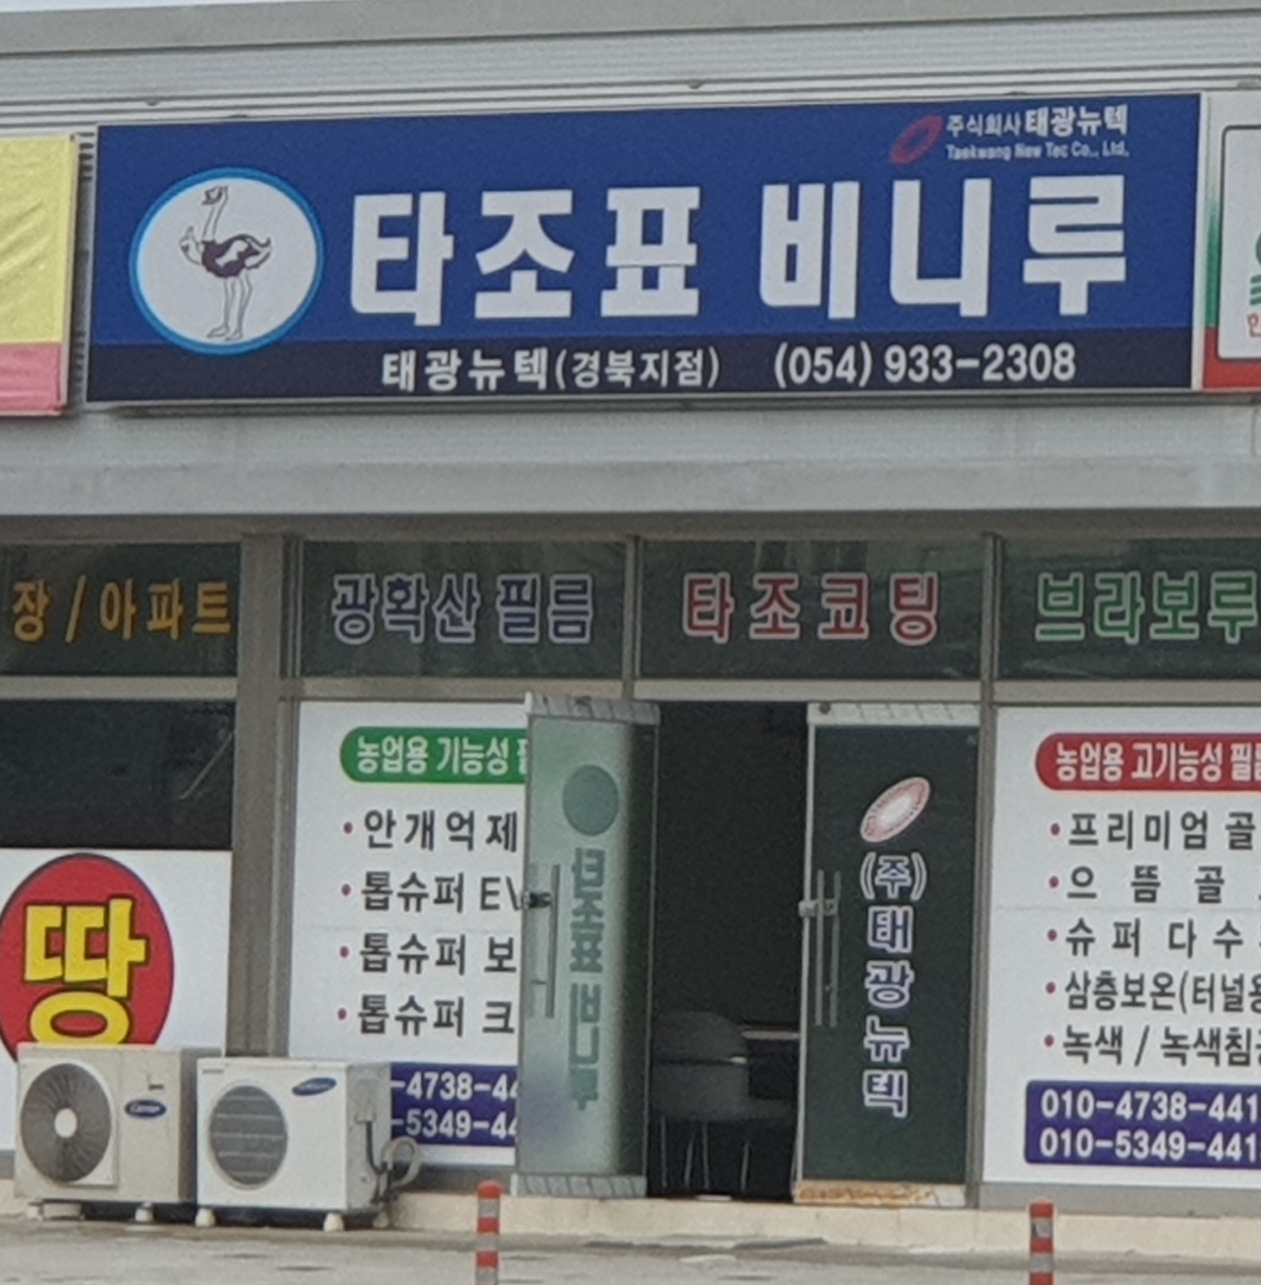 주식회사 태광뉴텍
Taekwang New Tec Co., Ltd.
타조표 비니루
태광뉴텍(경북지점) (054) 933-2308
장 / 아파트
광확산 필름
타조코팅
브라보루
농업용 기능성
안개억제
톱슈퍼 EV
톱슈퍼 보
톱슈퍼 크
-4738-44
-5349-44
타조표 비니루
(주)태광뉴텍
농업용 고기능성 필름
프리미엄 골
으뜸골
슈퍼다수
삼층보온(터널용
녹색 / 녹색침
010-4738-441
010-5349-441
땅
Carrier